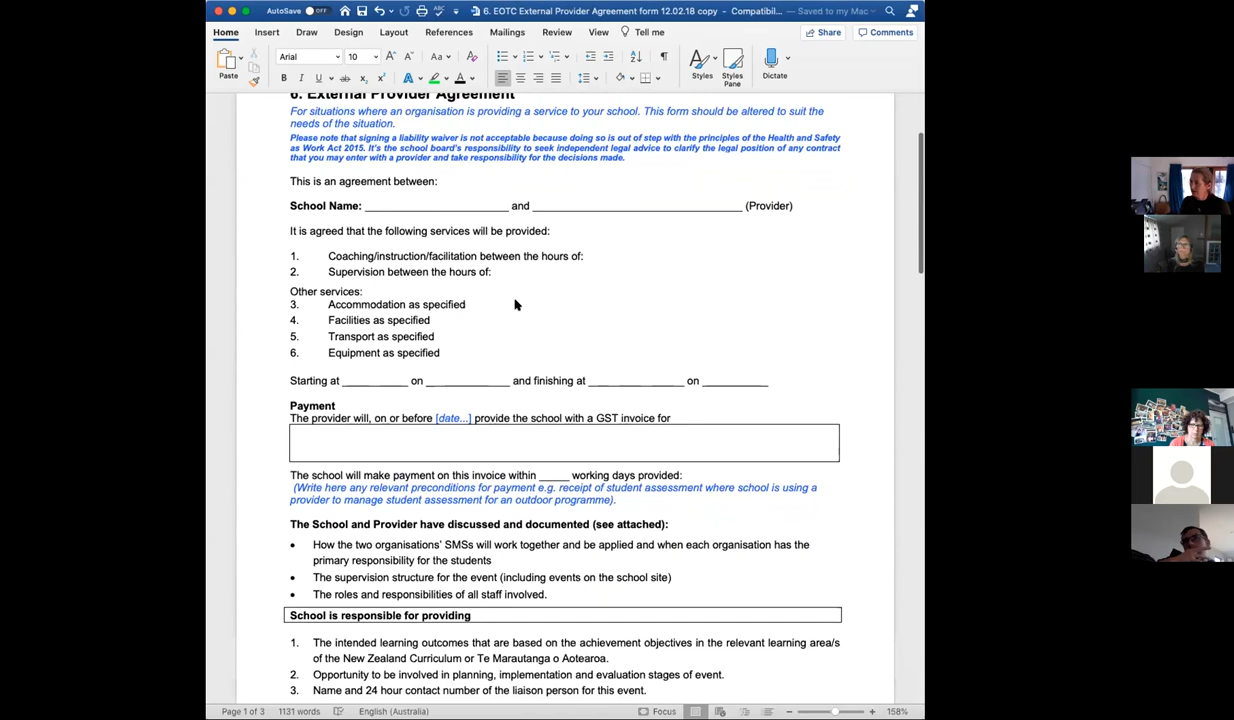 AutoSave OFF 6. EOTC External Provider Agreement form 12.02.18 copy - Compatibil... — Saved to my Mac
Home Insert Draw Design Layout References Mailings Review View Tell me Share Comments
Paste Arial 10 Aa Styles Styles Pane Dictate
B I U ab x₂ x² A A
6. External Provider Agreement
For situations where an organisation is providing a service to your school. This form should be altered to suit the
needs of the situation.
Please note that signing a liability waiver is not acceptable because doing so is out of step with the principles of the Health and Safety
as Work Act 2015. It's the school board's responsibility to seek independent legal advice to clarify the legal position of any contract
that you may enter with a provider and take responsibility for the decisions made.
This is an agreement between:
School Name: ____________________ and ______________________________ (Provider)
It is agreed that the following services will be provided:
1. Coaching/instruction/facilitation between the hours of:
2. Supervision between the hours of:
Other services:
3. Accommodation as specified
4. Facilities as specified
5. Transport as specified
6. Equipment as specified
Starting at _________ on ____________ and finishing at ______________ on _________
Payment
The provider will, on or before [date...] provide the school with a GST invoice for
The school will make payment on this invoice within ____ working days provided:
(Write here any relevant preconditions for payment e.g. receipt of student assessment where school is using a
provider to manage student assessment for an outdoor programme).
The School and Provider have discussed and documented (see attached):
• How the two organisations' SMSs will work together and be applied and when each organisation has the
primary responsibility for the students
• The supervision structure for the event (including events on the school site)
• The roles and responsibilities of all staff involved.
School is responsible for providing
1. The intended learning outcomes that are based on the achievement objectives in the relevant learning area/s
of the New Zealand Curriculum or Te Marautanga o Aotearoa.
2. Opportunity to be involved in planning, implementation and evaluation stages of event.
3. Name and 24 hour contact number of the liaison person for this event.
Page 1 of 3 1131 words English (Australia) Focus 158%